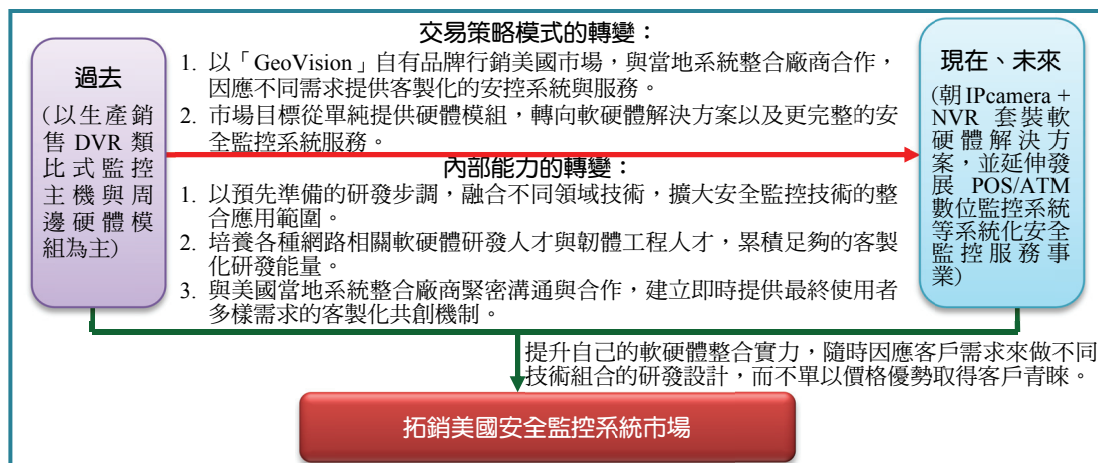 過去
(以生產銷
售 DVR 類
比式監控
主機與周
邊硬體模
組為主)
交易策略模式的轉變：
1. 以「GeoVision」自有品牌行銷美國市場，與當地系統整合廠商合作，
因應不同需求提供客製化的安控系統與服務。
2. 市場目標從單純提供硬體模組，轉向軟硬體解決方案以及更完整的安
全監控系統服務。
內部能力的轉變：
1. 以預先準備的研發步調，融合不同領域技術，擴大安全監控技術的整
合應用範圍。
2. 培養各種網路相關軟硬體研發人才與韌體工程人才，累積足夠的客製
化研發能量。
3. 與美國當地系統整合廠商緊密溝通與合作，建立即時提供最終使用者
多樣需求的客製化共創機制。
現在、未來
(朝IPcamera +
NVR 套裝軟
硬體解決方
案，並延伸發
展 POS/ATM
數位監控系統
等系統化安全
監控服務事
業)
提升自己的軟硬體整合實力，隨時因應客戶需求來做不同
技術組合的研發設計，而不單以價格優勢取得客戶青睞。
拓銷美國安全監控系統市場